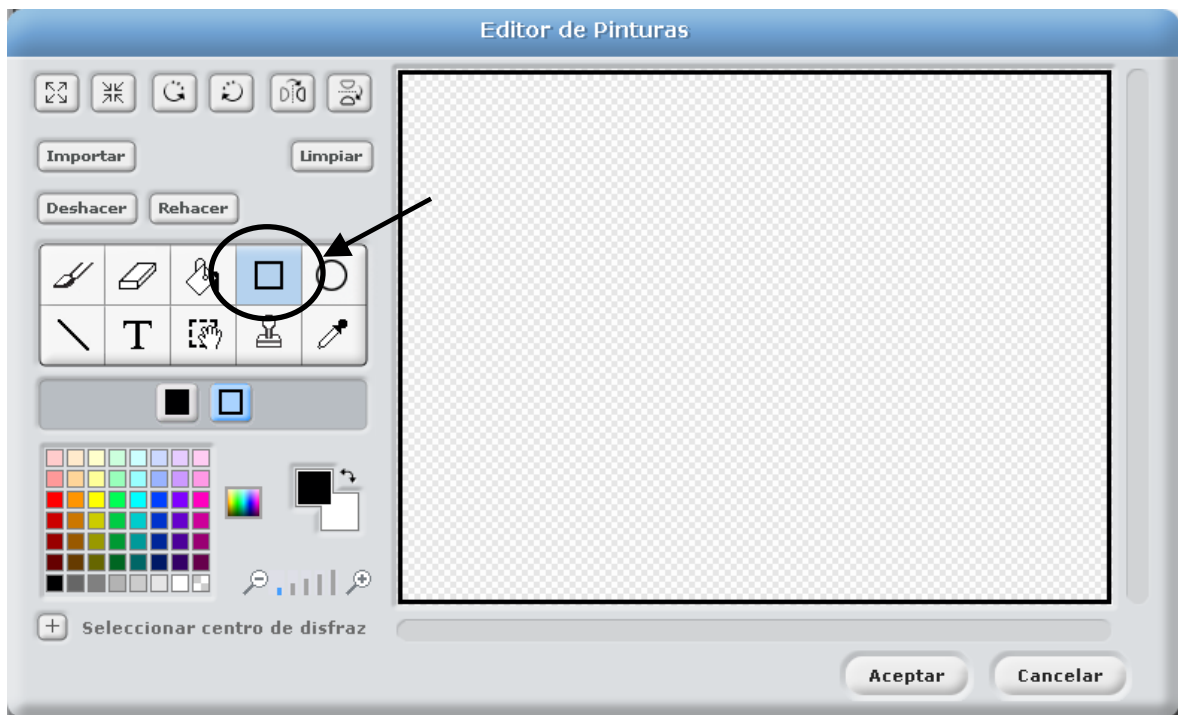 Editor de Pinturas
Importar
Limpiar
Deshacer
Rehacer
T
Seleccionar centro de disfraz
Aceptar
Cancelar